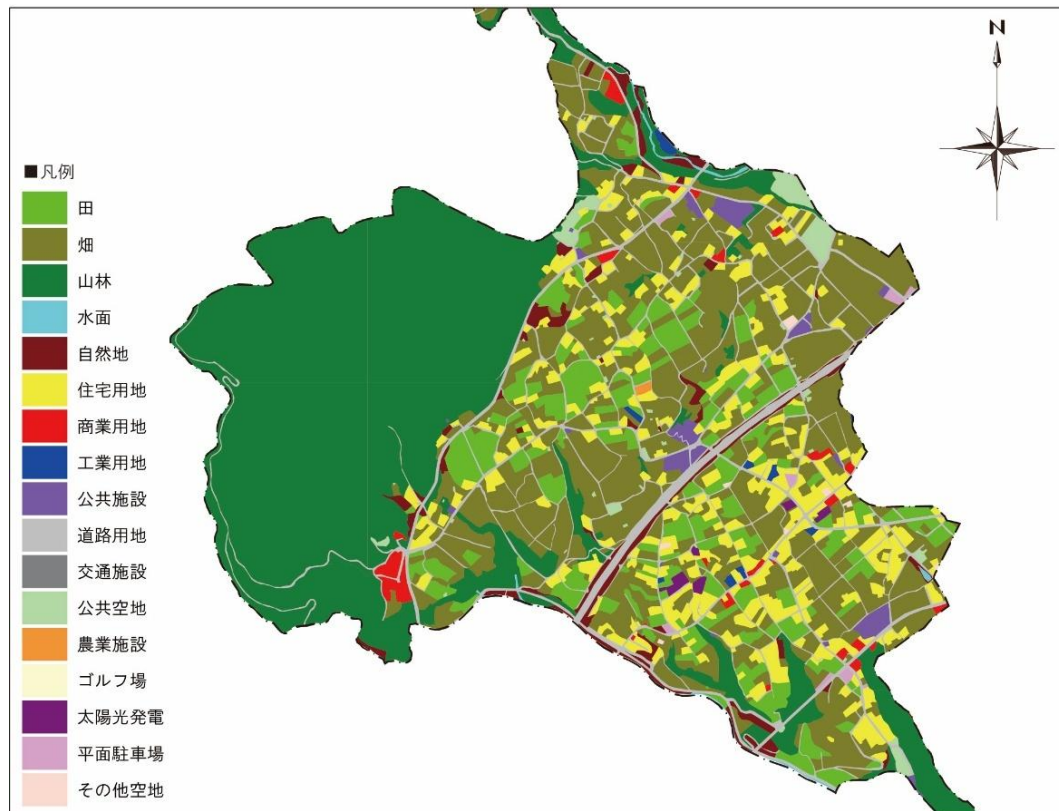 N
■凡例
田
畑
山林
水面
自然地
住宅用地
商業用地
工業用地
公共施設
道路用地
交通施設
公共空地
農業施設
ゴルフ場
太陽光発電
平面駐車場
その他空地